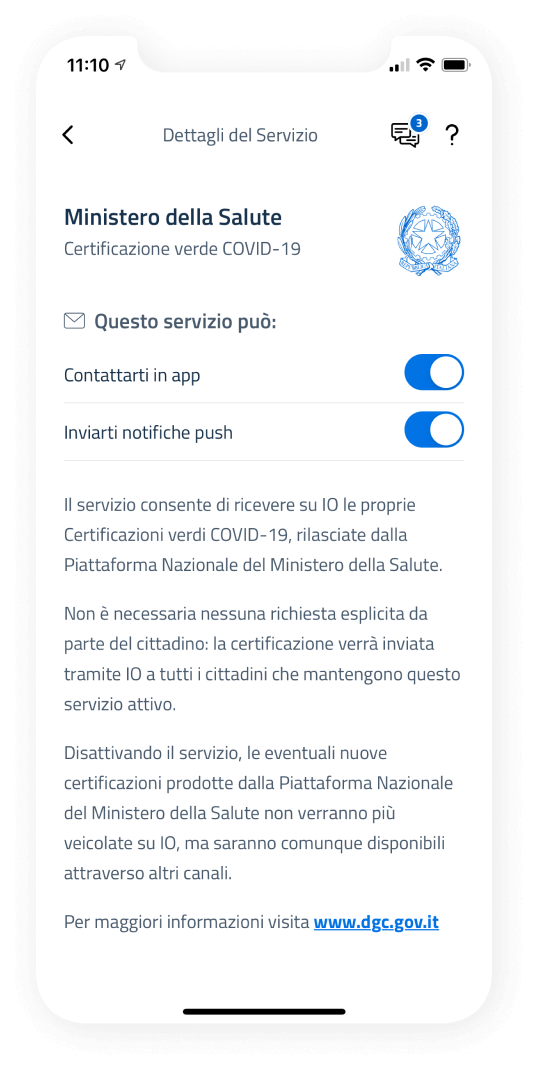 11:10
3
Dettagli del Servizio
?
Ministero della Salute
Certificazione verde COVID-19
Questo servizio può:
Contattarti in app
Inviarti notifiche push
Il servizio consente di ricevere su IO le proprie
Certificazioni verdi COVID-19, rilasciate dalla
Piattaforma Nazionale del Ministero della Salute.
Non è necessaria nessuna richiesta esplicita da
parte del cittadino: la certificazione verrà inviata
tramite IO a tutti i cittadini che mantengono questo
servizio attivo.
Disattivando il servizio, le eventuali nuove
certificazioni prodotte dalla Piattaforma Nazionale
del Ministero della Salute non verranno più
veicolate su IO, ma saranno comunque disponibili
attraverso altri canali.
Per maggiori informazioni visita www.dgc.gov.it